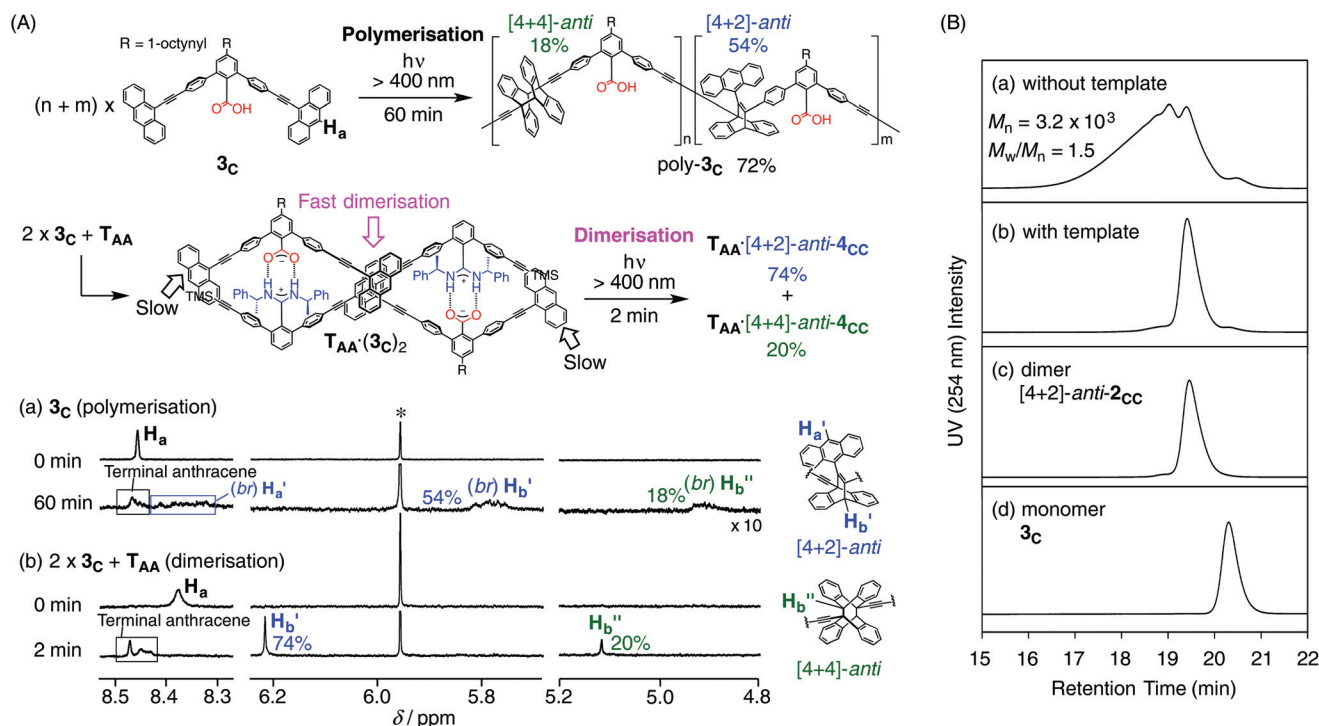 (A)
R = 1-octynyl
(n + m) x
R
O
OH
Ha
3C
Polymerisation
hν
> 400 nm
60 min
[4+4]-anti
18%
[4+2]-anti
54%
R
O
OH
n
R
O
OH
m
poly-3C 72%
2 x 3C + TAA
Fast dimerisation
R
O − O
H H
N N
+
Ph
Ph
TMS
Slow
TAA·(3C)2
Ph
Ph
N N
+
H H
O − O
R
TMS
Slow
Dimerisation
hν
> 400 nm
2 min
TAA·[4+2]-anti-4CC
74%
+
TAA·[4+4]-anti-4CC
20%
(a) 3C (polymerisation)
Ha
*
0 min
Terminal anthracene
(br) Ha'
60 min
54%
(br) Hb'
18%
(br) Hb''
x 10
(b) 2 x 3C + TAA (dimerisation)
Ha
0 min
Terminal anthracene
2 min
Hb'
74%
Hb''
20%
8.5 8.4 8.3 6.2 6.0 5.8 5.2 5.0 4.8
δ / ppm
Ha'
Hb'
[4+2]-anti
Hb''
[4+4]-anti
(B)
UV (254 nm) Intensity
(a) without template
Mn = 3.2 x 10³
Mw/Mn = 1.5
(b) with template
(c) dimer
[4+2]-anti-2CC
(d) monomer
3C
15 16 17 18 19 20 21 22
Retention Time (min)